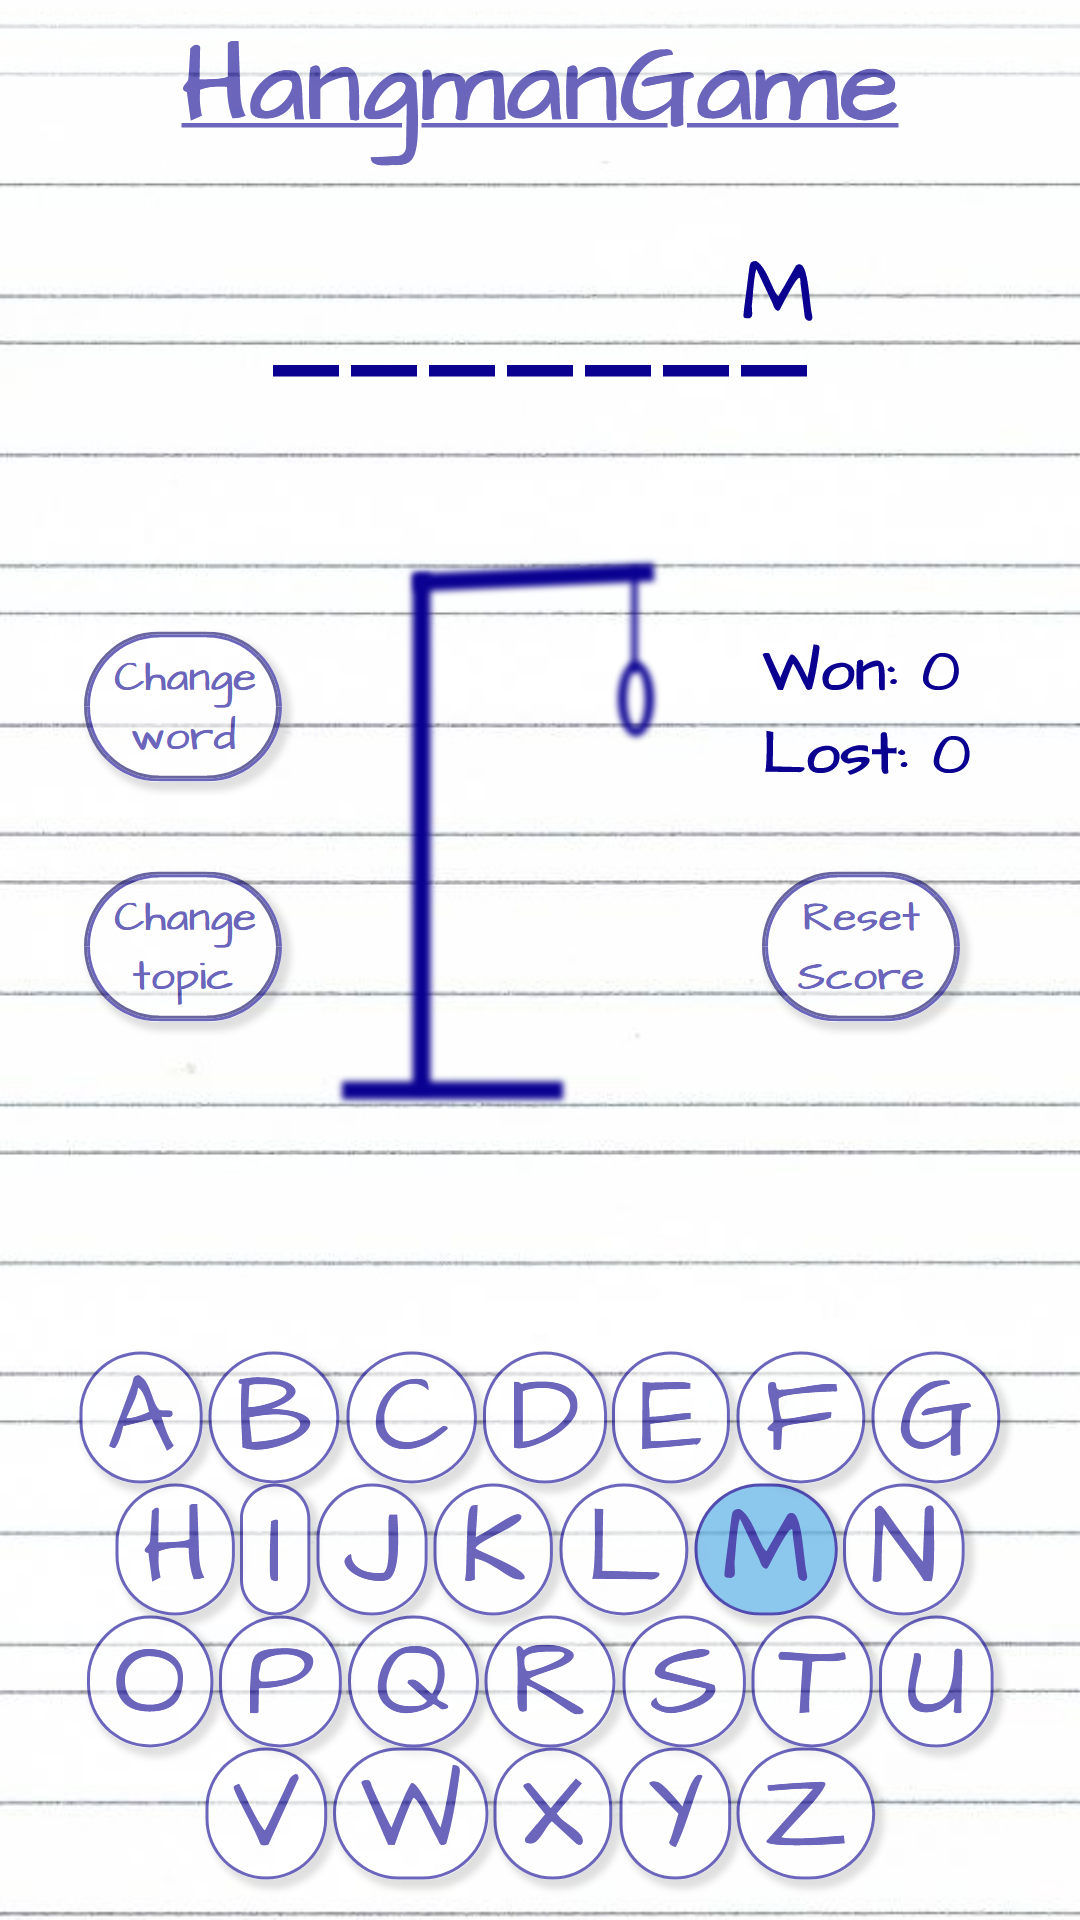 HangmanGame
M
_ _ _ _ _ _ _
Change
word
Won: 0
Lost: 0
Change
topic
Reset
Score
A B C D E F G
H I J K L M N
O P Q R S T U
V W X Y Z